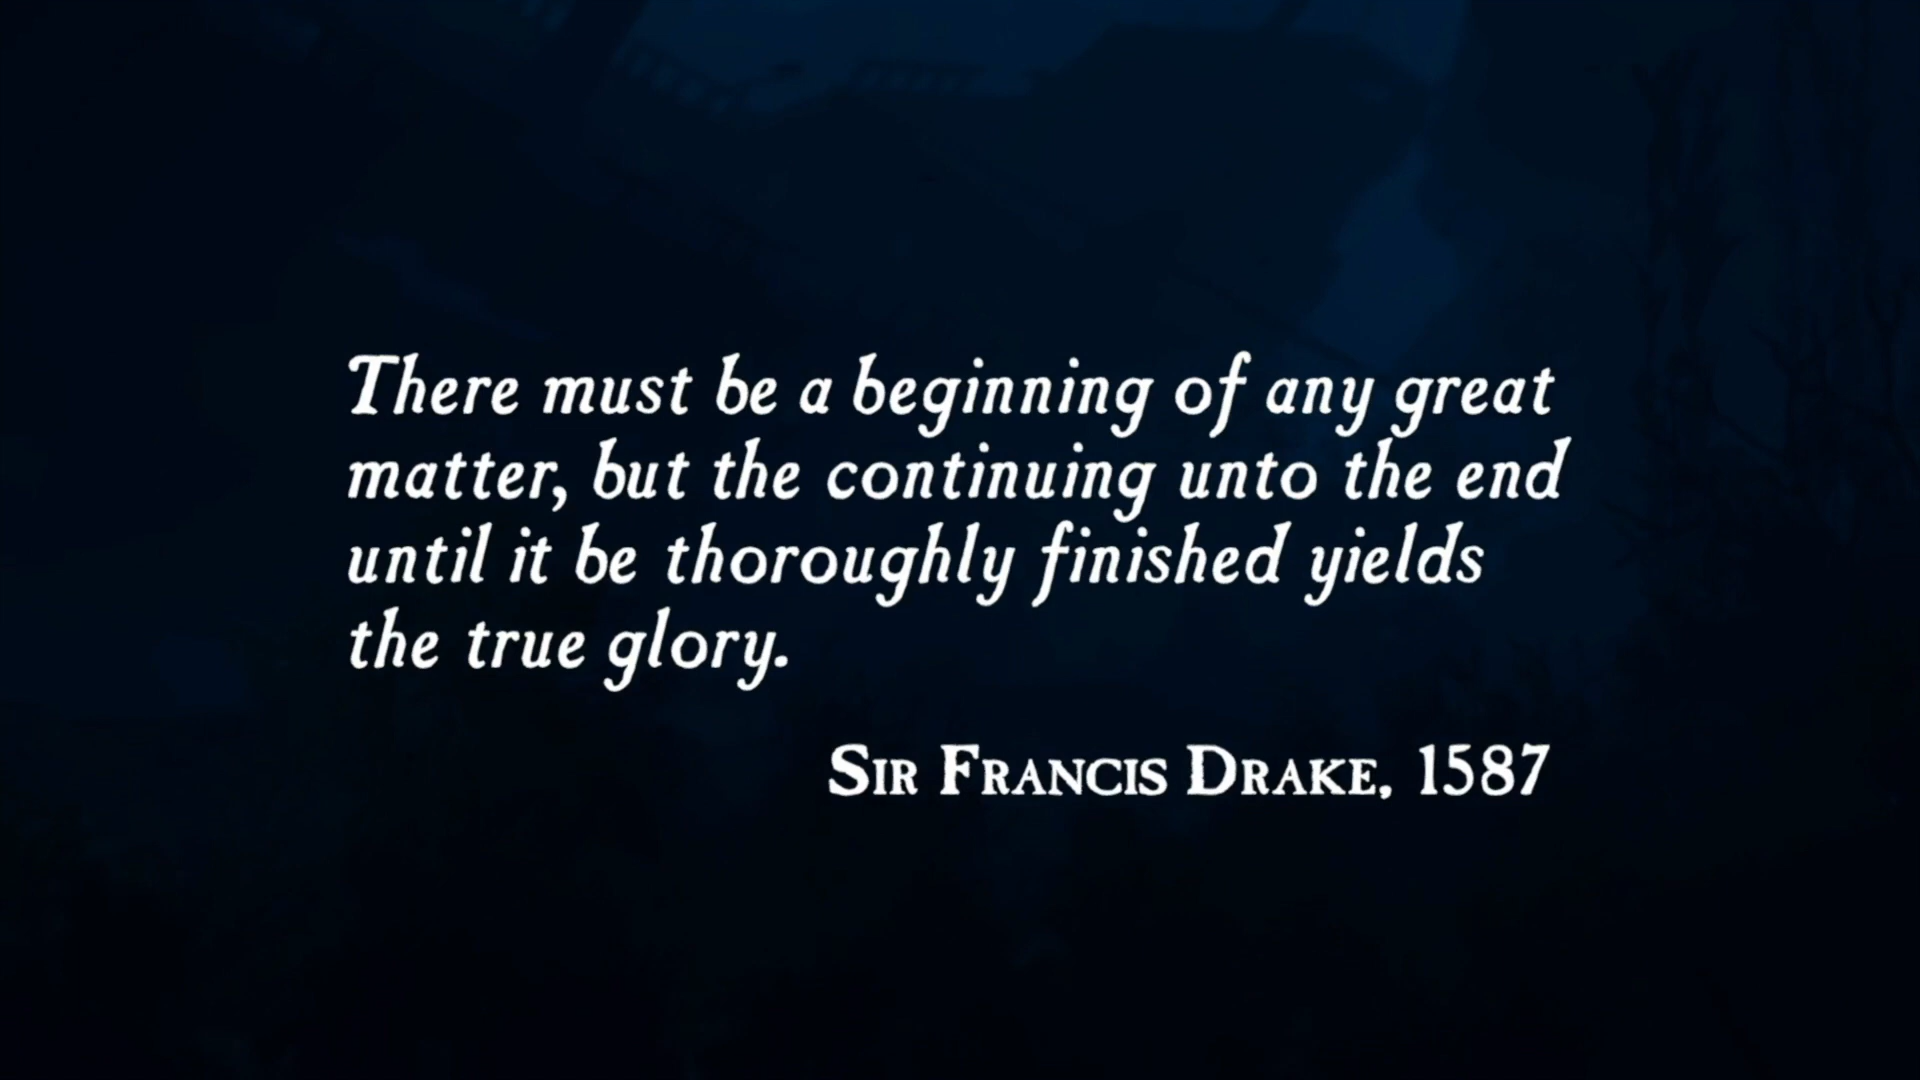 There must be a beginning of any great
matter, but the continuing unto the end
until it be thoroughly finished yields
the true glory.
Sir Francis Drake, 1587